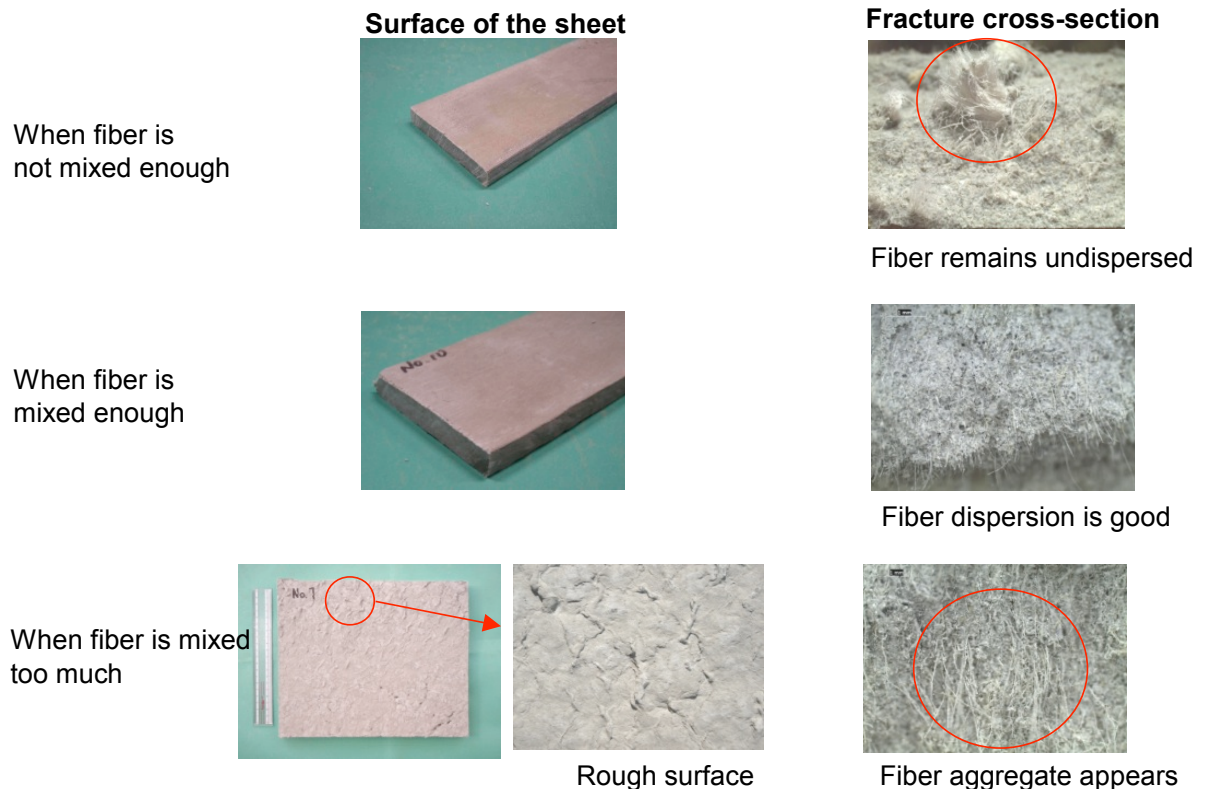 Surface of the sheet
Fracture cross-section
When fiber is
not mixed enough
Fiber remains undispersed
When fiber is
mixed enough
No.10
Fiber dispersion is good
When fiber is mixed
too much
No.7
Rough surface
Fiber aggregate appears